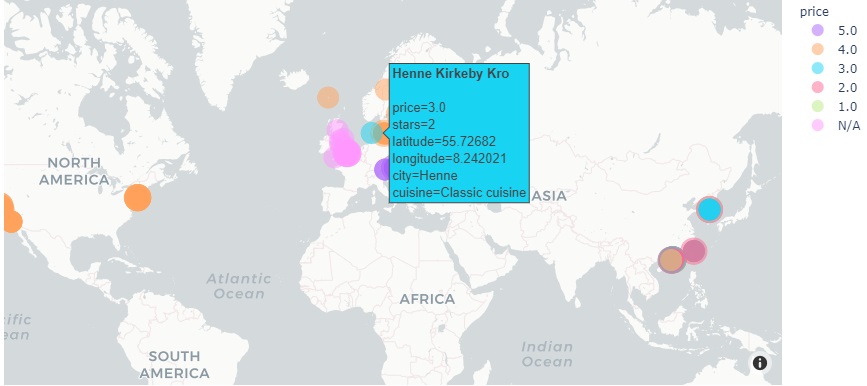 price
5.0
4.0
3.0
2.0
1.0
N/A
Henne Kirkeby Kro
price=3.0
stars=2
latitude=55.72682
longitude=8.242021
city=Henne
cuisine=Classic cuisine
NORTH
AMERICA
ASIA
Atlantic
Ocean
AFRICA
ific
ean
Indian
Ocean
SOUTH
AMERICA
i